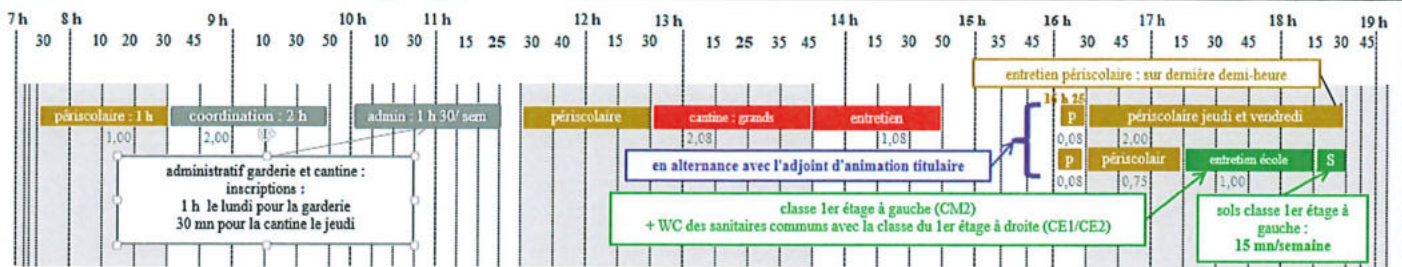 7 h 8 h 9 h 10 h 11 h 12 h 13 h 14 h 15 h 16 h 17 h 18 h 19 h
30 10 20 30 45 10 30 50 10 30 15 25 30 40 15 30 15 25 35 45 15 30 50 35 45 30 45 15 30 45 15 30 45
entretien périscolaire : sur dernière demi-heure
16 h 25
périscolaire : 1 h coordination : 2 h admin : 1 h 30/ sem périscolaire cantine : grands entretien p périscolaire jeudi et vendredi
1,00 2,00 2,08 1,08 0,08 2,00
en alternance avec l'adjoint d'animation titulaire
p périscolair entretien école S
0,08 0,75 1,00
administratif garderie et cantine :
inscriptions :
1 h le lundi pour la garderie
30 mn pour la cantine le jeudi
classe 1er étage à gauche (CM2)
+ WC des sanitaires communs avec la classe du 1er étage à droite (CE1/CE2)
sols classe 1er étage à
gauche :
15 mn/semaine